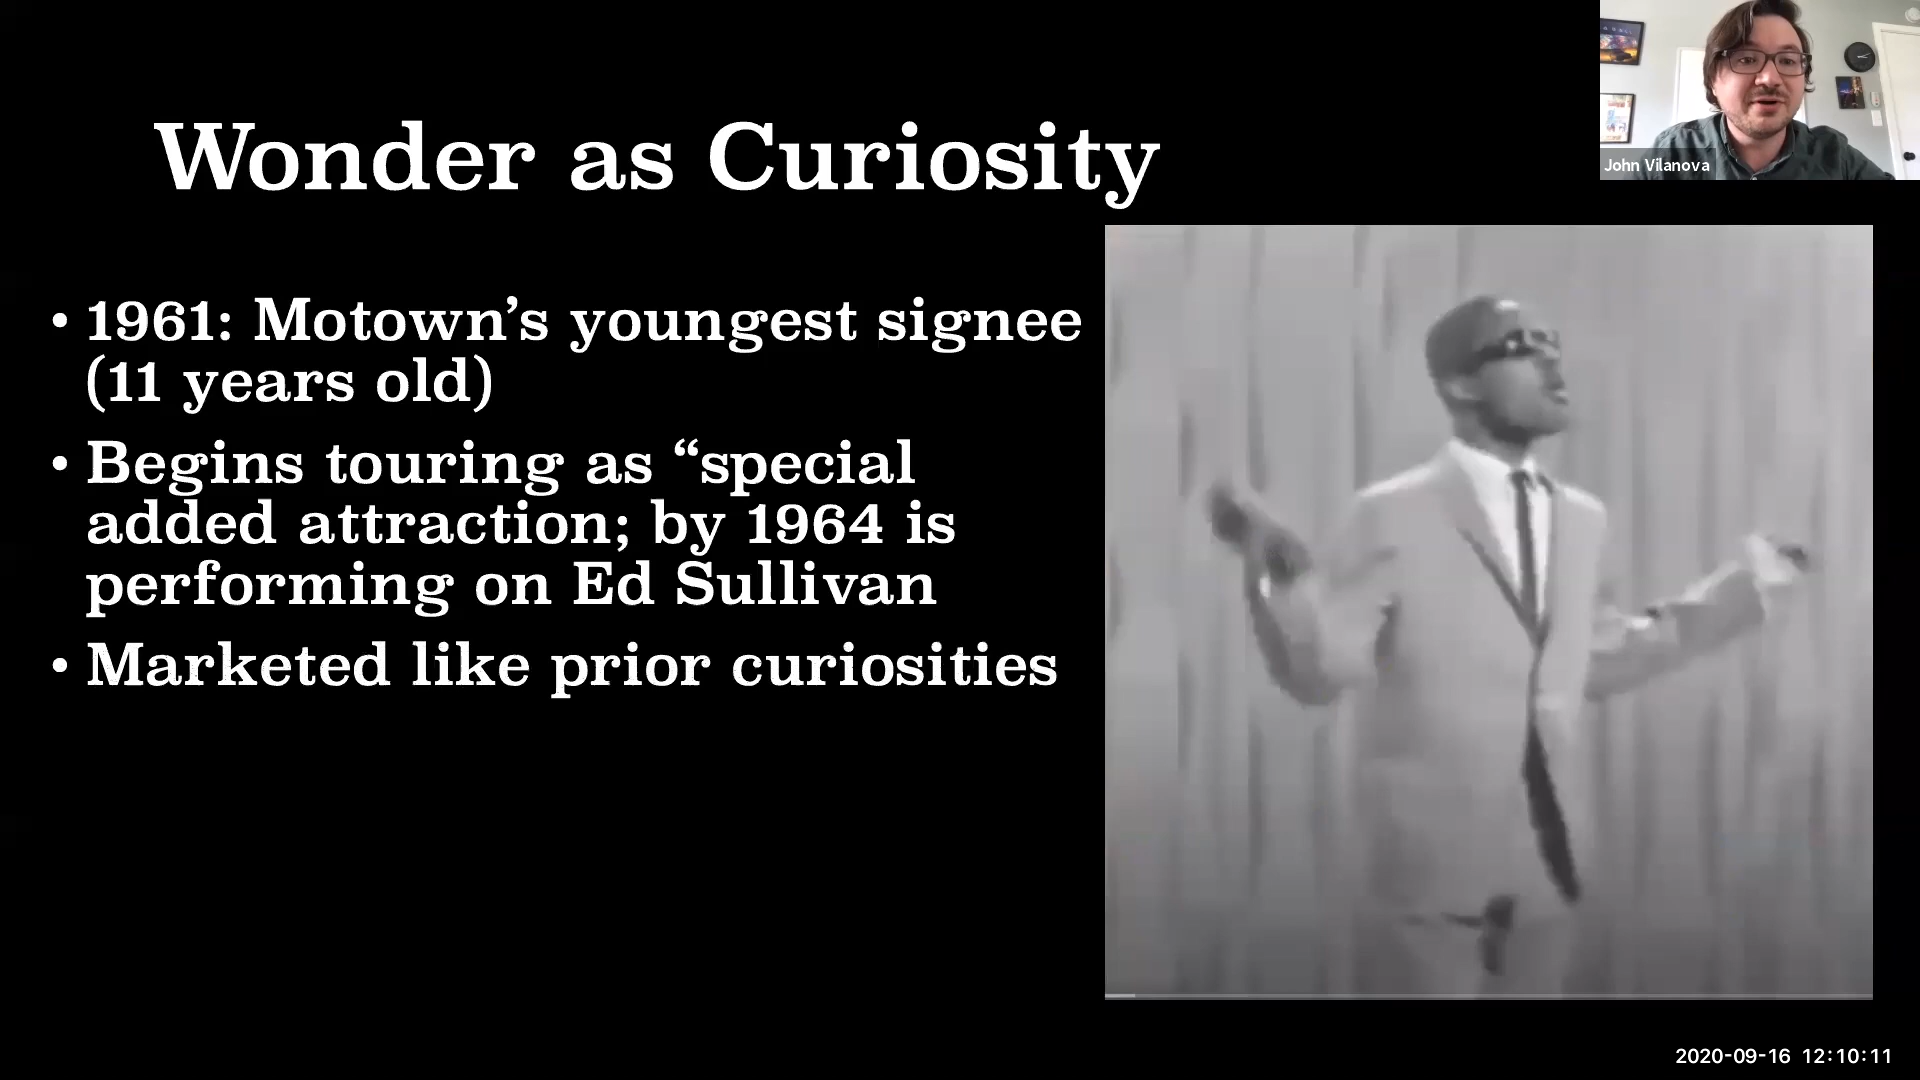 John Vilanova
Wonder as Curiosity
• 1961: Motown’s youngest signee
(11 years old)
• Begins touring as “special
added attraction; by 1964 is
performing on Ed Sullivan
• Marketed like prior curiosities
2020-09-16 12:10:11